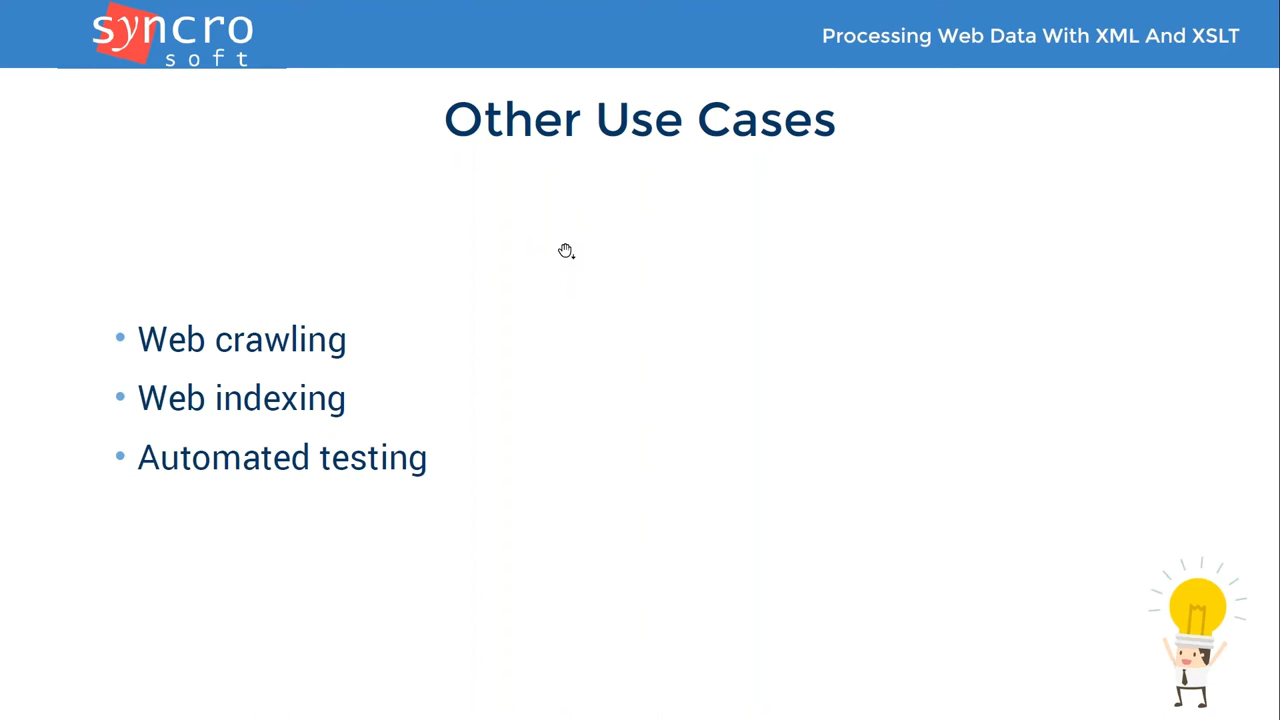 syncro
soft
Processing Web Data With XML And XSLT
Other Use Cases
• Web crawling
• Web indexing
• Automated testing